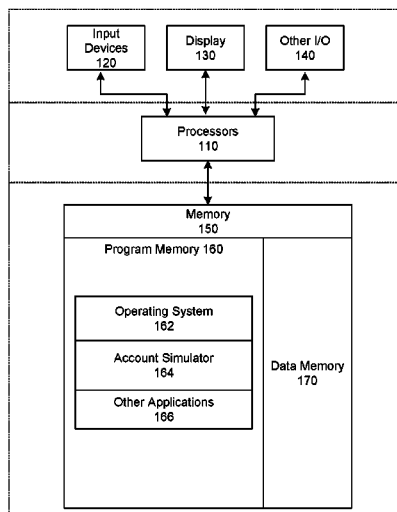 Input
Devices
120
Display
130
Other I/O
140
Processors
110
Memory
150
Program Memory 160
Operating System
162
Account Simulator
164
Other Applications
166
Data Memory
170